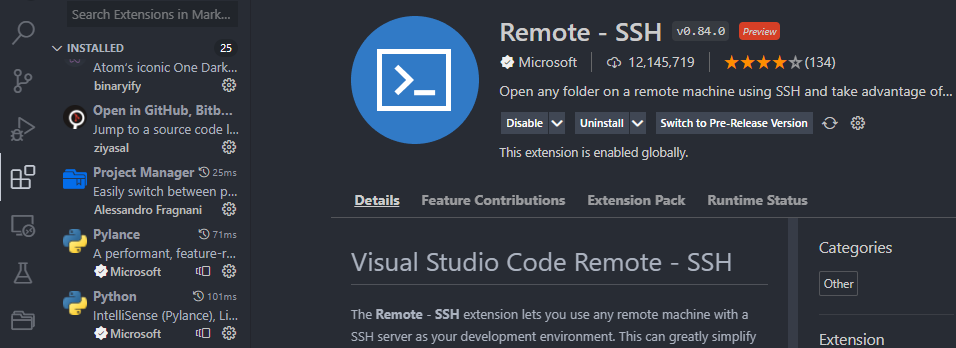 Search Extensions in Mark...
INSTALLED 25
Atom's iconic One Dark...
binaryify
Open in GitHub, Bitb...
Jump to a source code l...
ziyasal
Project Manager 25ms
Easily switch between p...
Alessandro Fragnani
Pylance 71ms
A performant, feature-r...
Microsoft
Python 101ms
IntelliSense (Pylance), Li...
Microsoft
Remote - SSH v0.84.0 Preview
Microsoft 12,145,719 (134)
Open any folder on a remote machine using SSH and take advantage of...
Disable Uninstall Switch to Pre-Release Version
This extension is enabled globally.
Details Feature Contributions Extension Pack Runtime Status
Visual Studio Code Remote - SSH
The Remote - SSH extension lets you use any remote machine with a
SSH server as your development environment. This can greatly simplify
Categories
Other
Extension